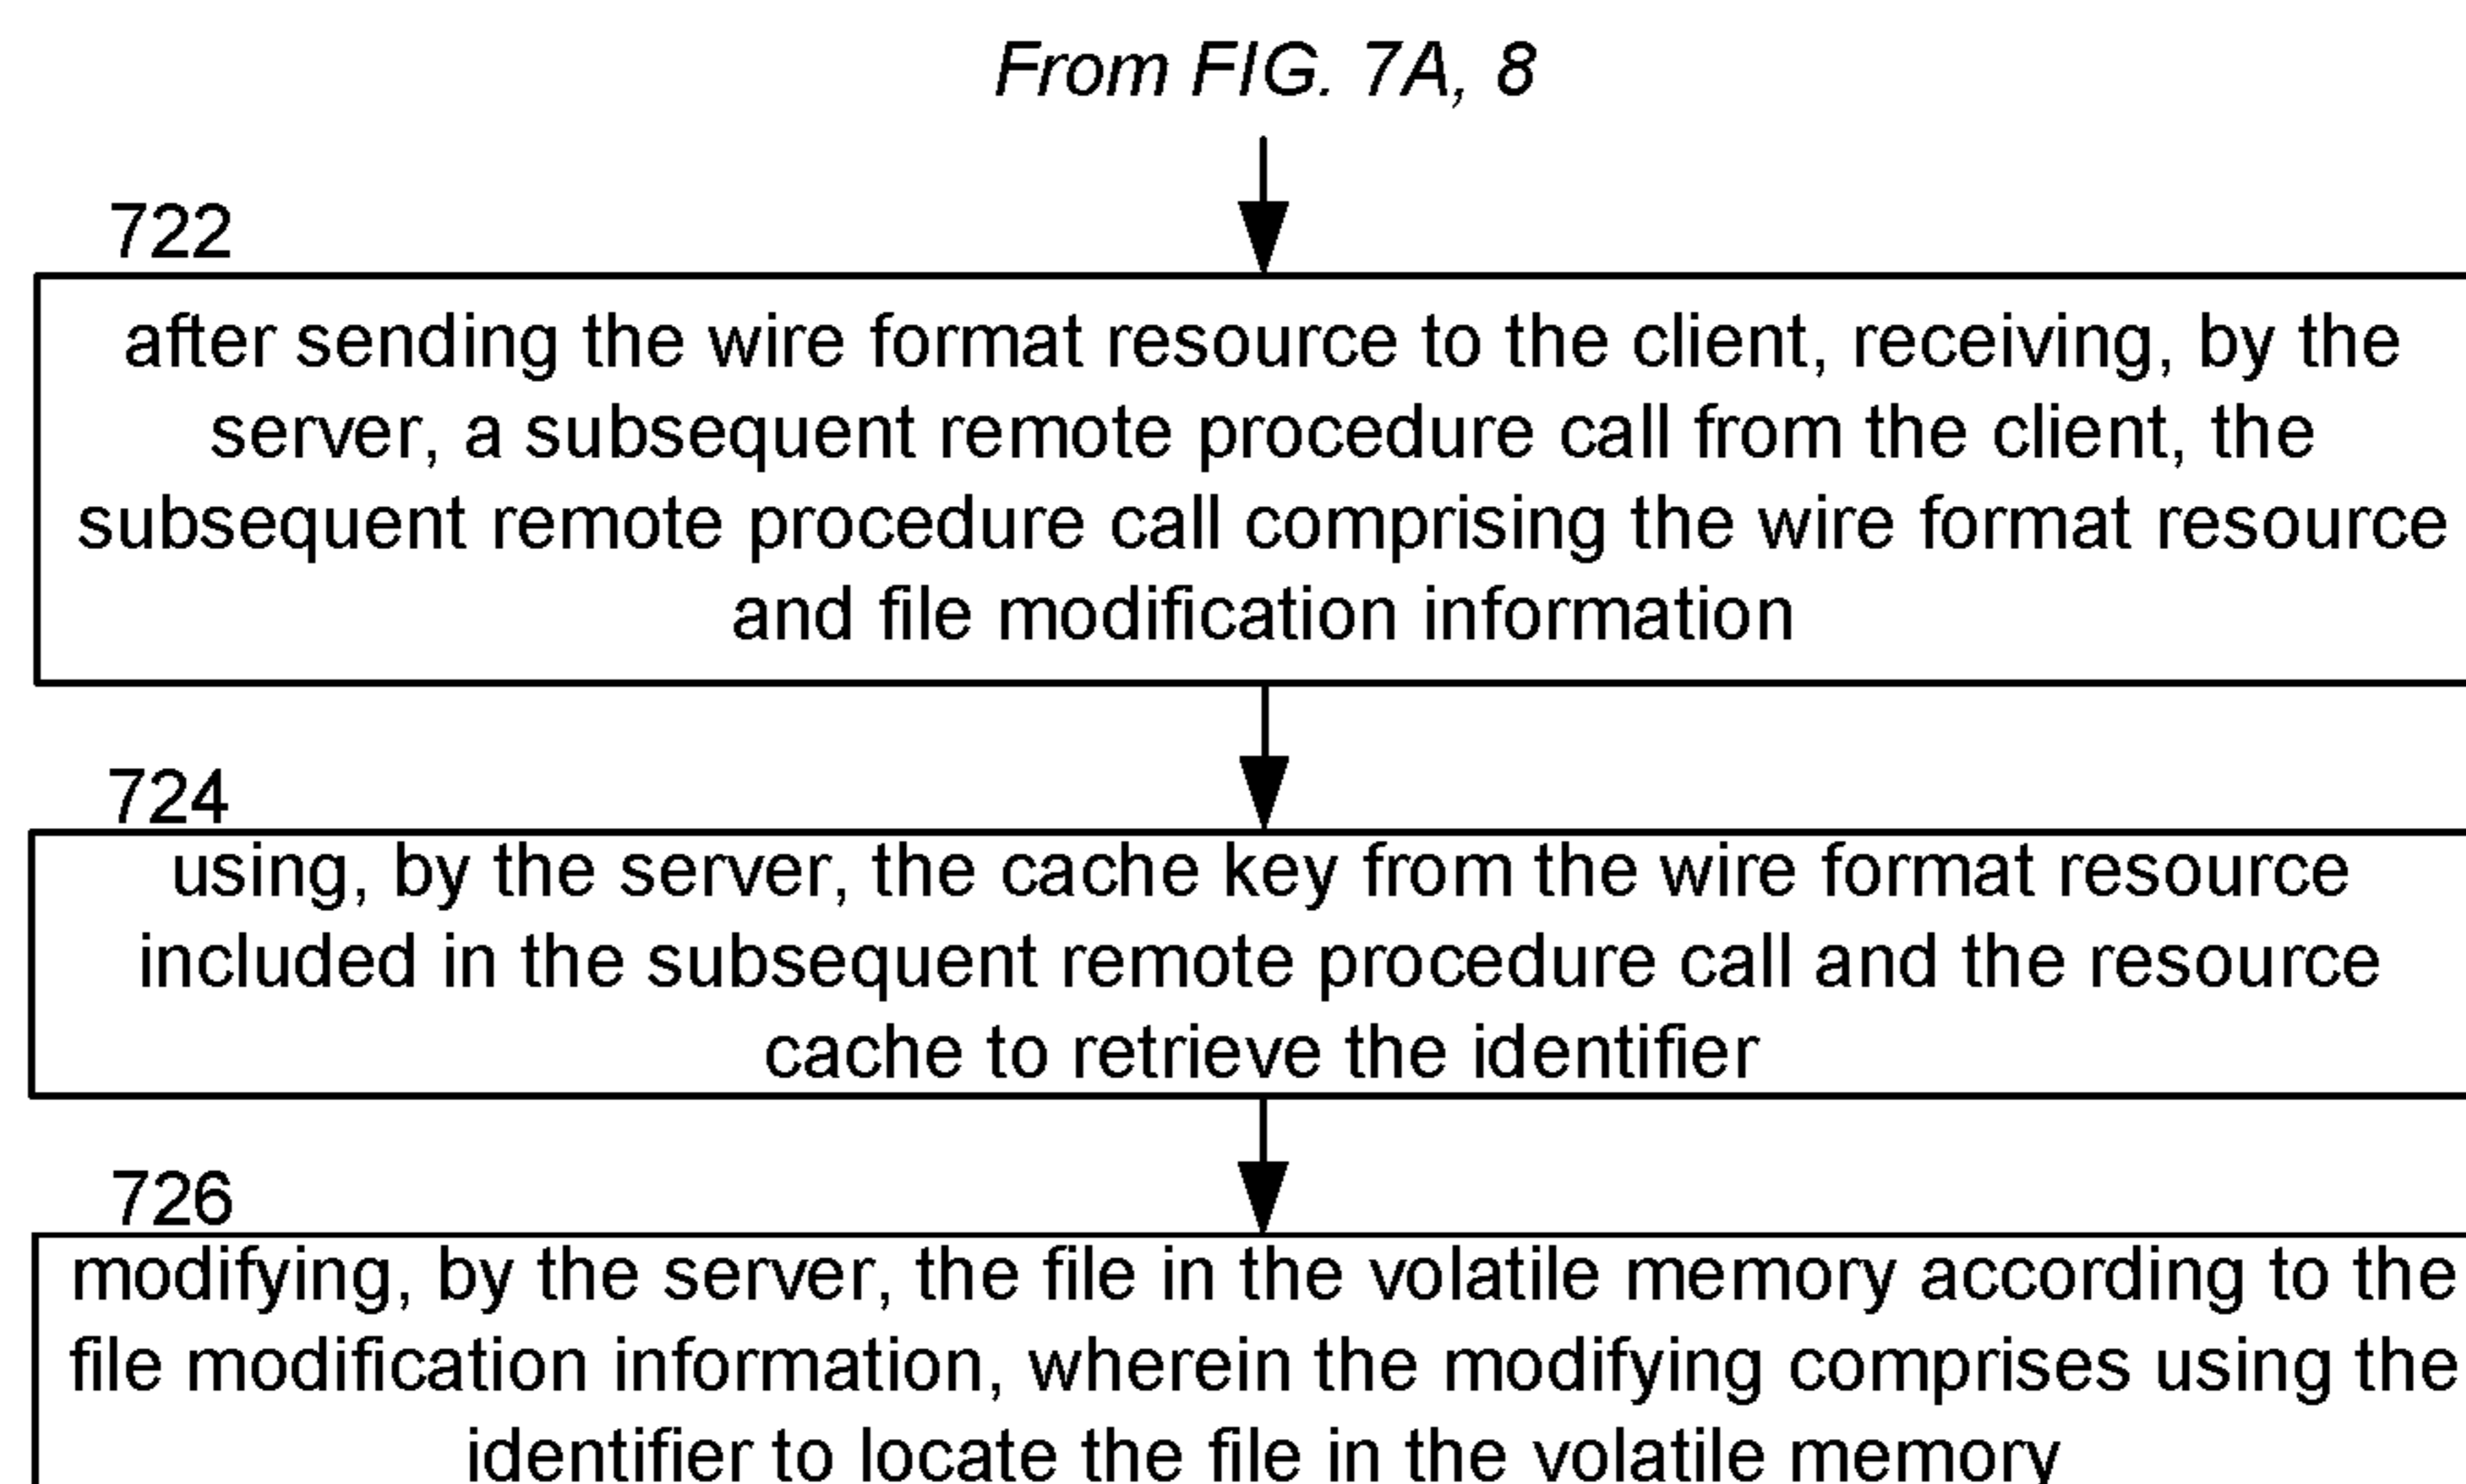 From FIG. 7A, 8
722
after sending the wire format resource to the client, receiving, by the
server, a subsequent remote procedure call from the client, the
subsequent remote procedure call comprising the wire format resource
and file modification information
724
using, by the server, the cache key from the wire format resource
included in the subsequent remote procedure call and the resource
cache to retrieve the identifier
726
modifying, by the server, the file in the volatile memory according to the
file modification information, wherein the modifying comprises using the
identifier to locate the file in the volatile memory